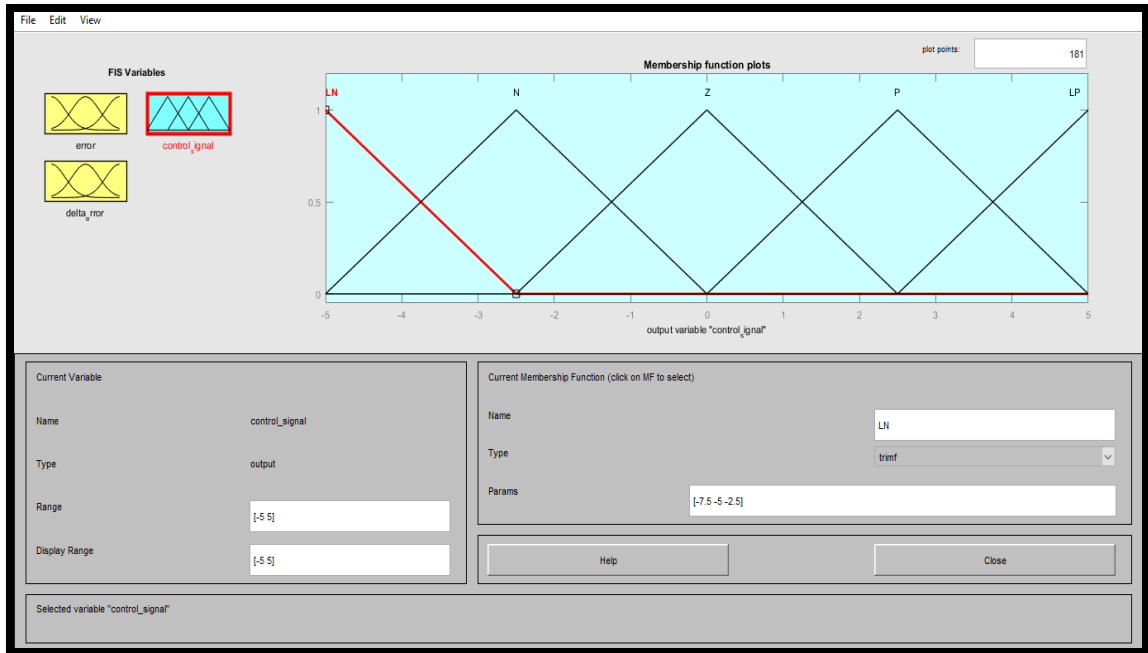 File Edit View
plot points: 181
FIS Variables
Membership function plots
error
control_signal
delta_error
LN N Z P LP
1
0.5
0
-5 -4 -3 -2 -1 0 1 2 3 4 5
output variable "control_signal"
Current Variable
Name control_signal
Type output
Range [-5 5]
Display Range [-5 5]
Current Membership Function (click on MF to select)
Name LN
Type trimf
Params [-7.5 -5 -2.5]
Help Close
Selected variable "control_signal"